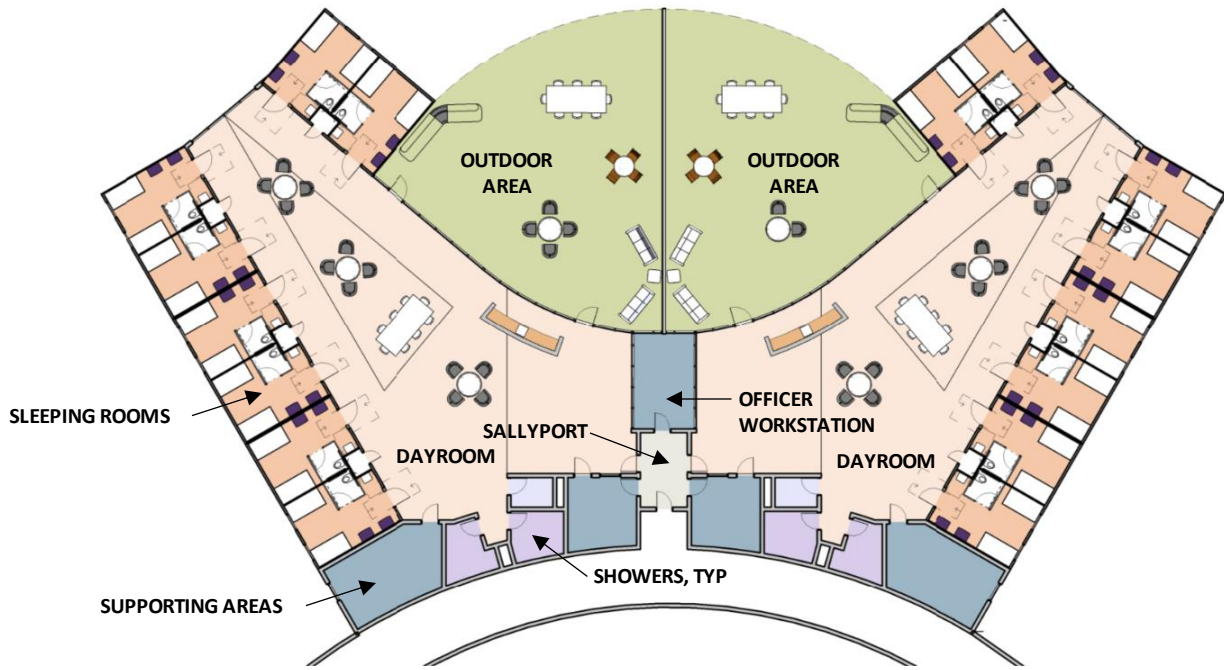 OUTDOOR
AREA
OUTDOOR
AREA
SLEEPING ROOMS
OFFICER
WORKSTATION
SALLYPORT
DAYROOM
DAYROOM
SHOWERS, TYP
SUPPORTING AREAS